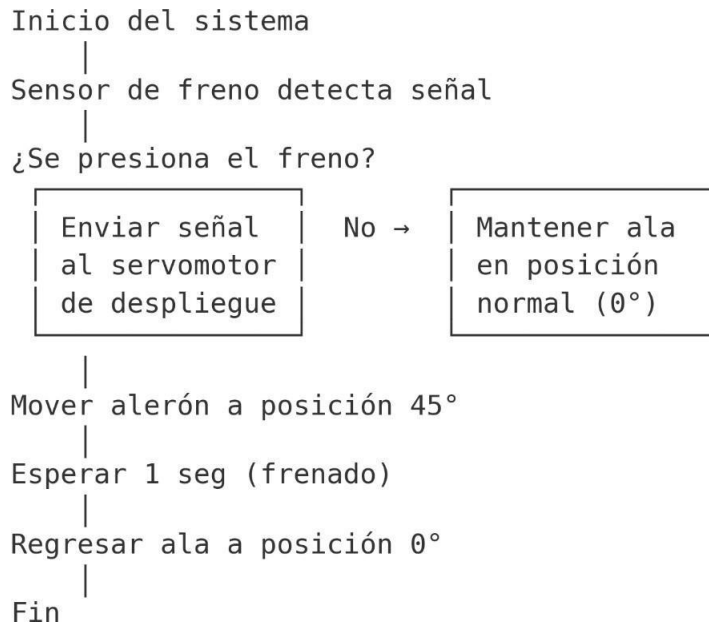 Inicio del sistema
Sensor de freno detecta señal
¿Se presiona el freno?
Enviar señal No → Mantener ala
al servomotor en posición
de despliegue normal (0°)
Mover alerón a posición 45°
Esperar 1 seg (frenado)
Regresar ala a posición 0°
Fin